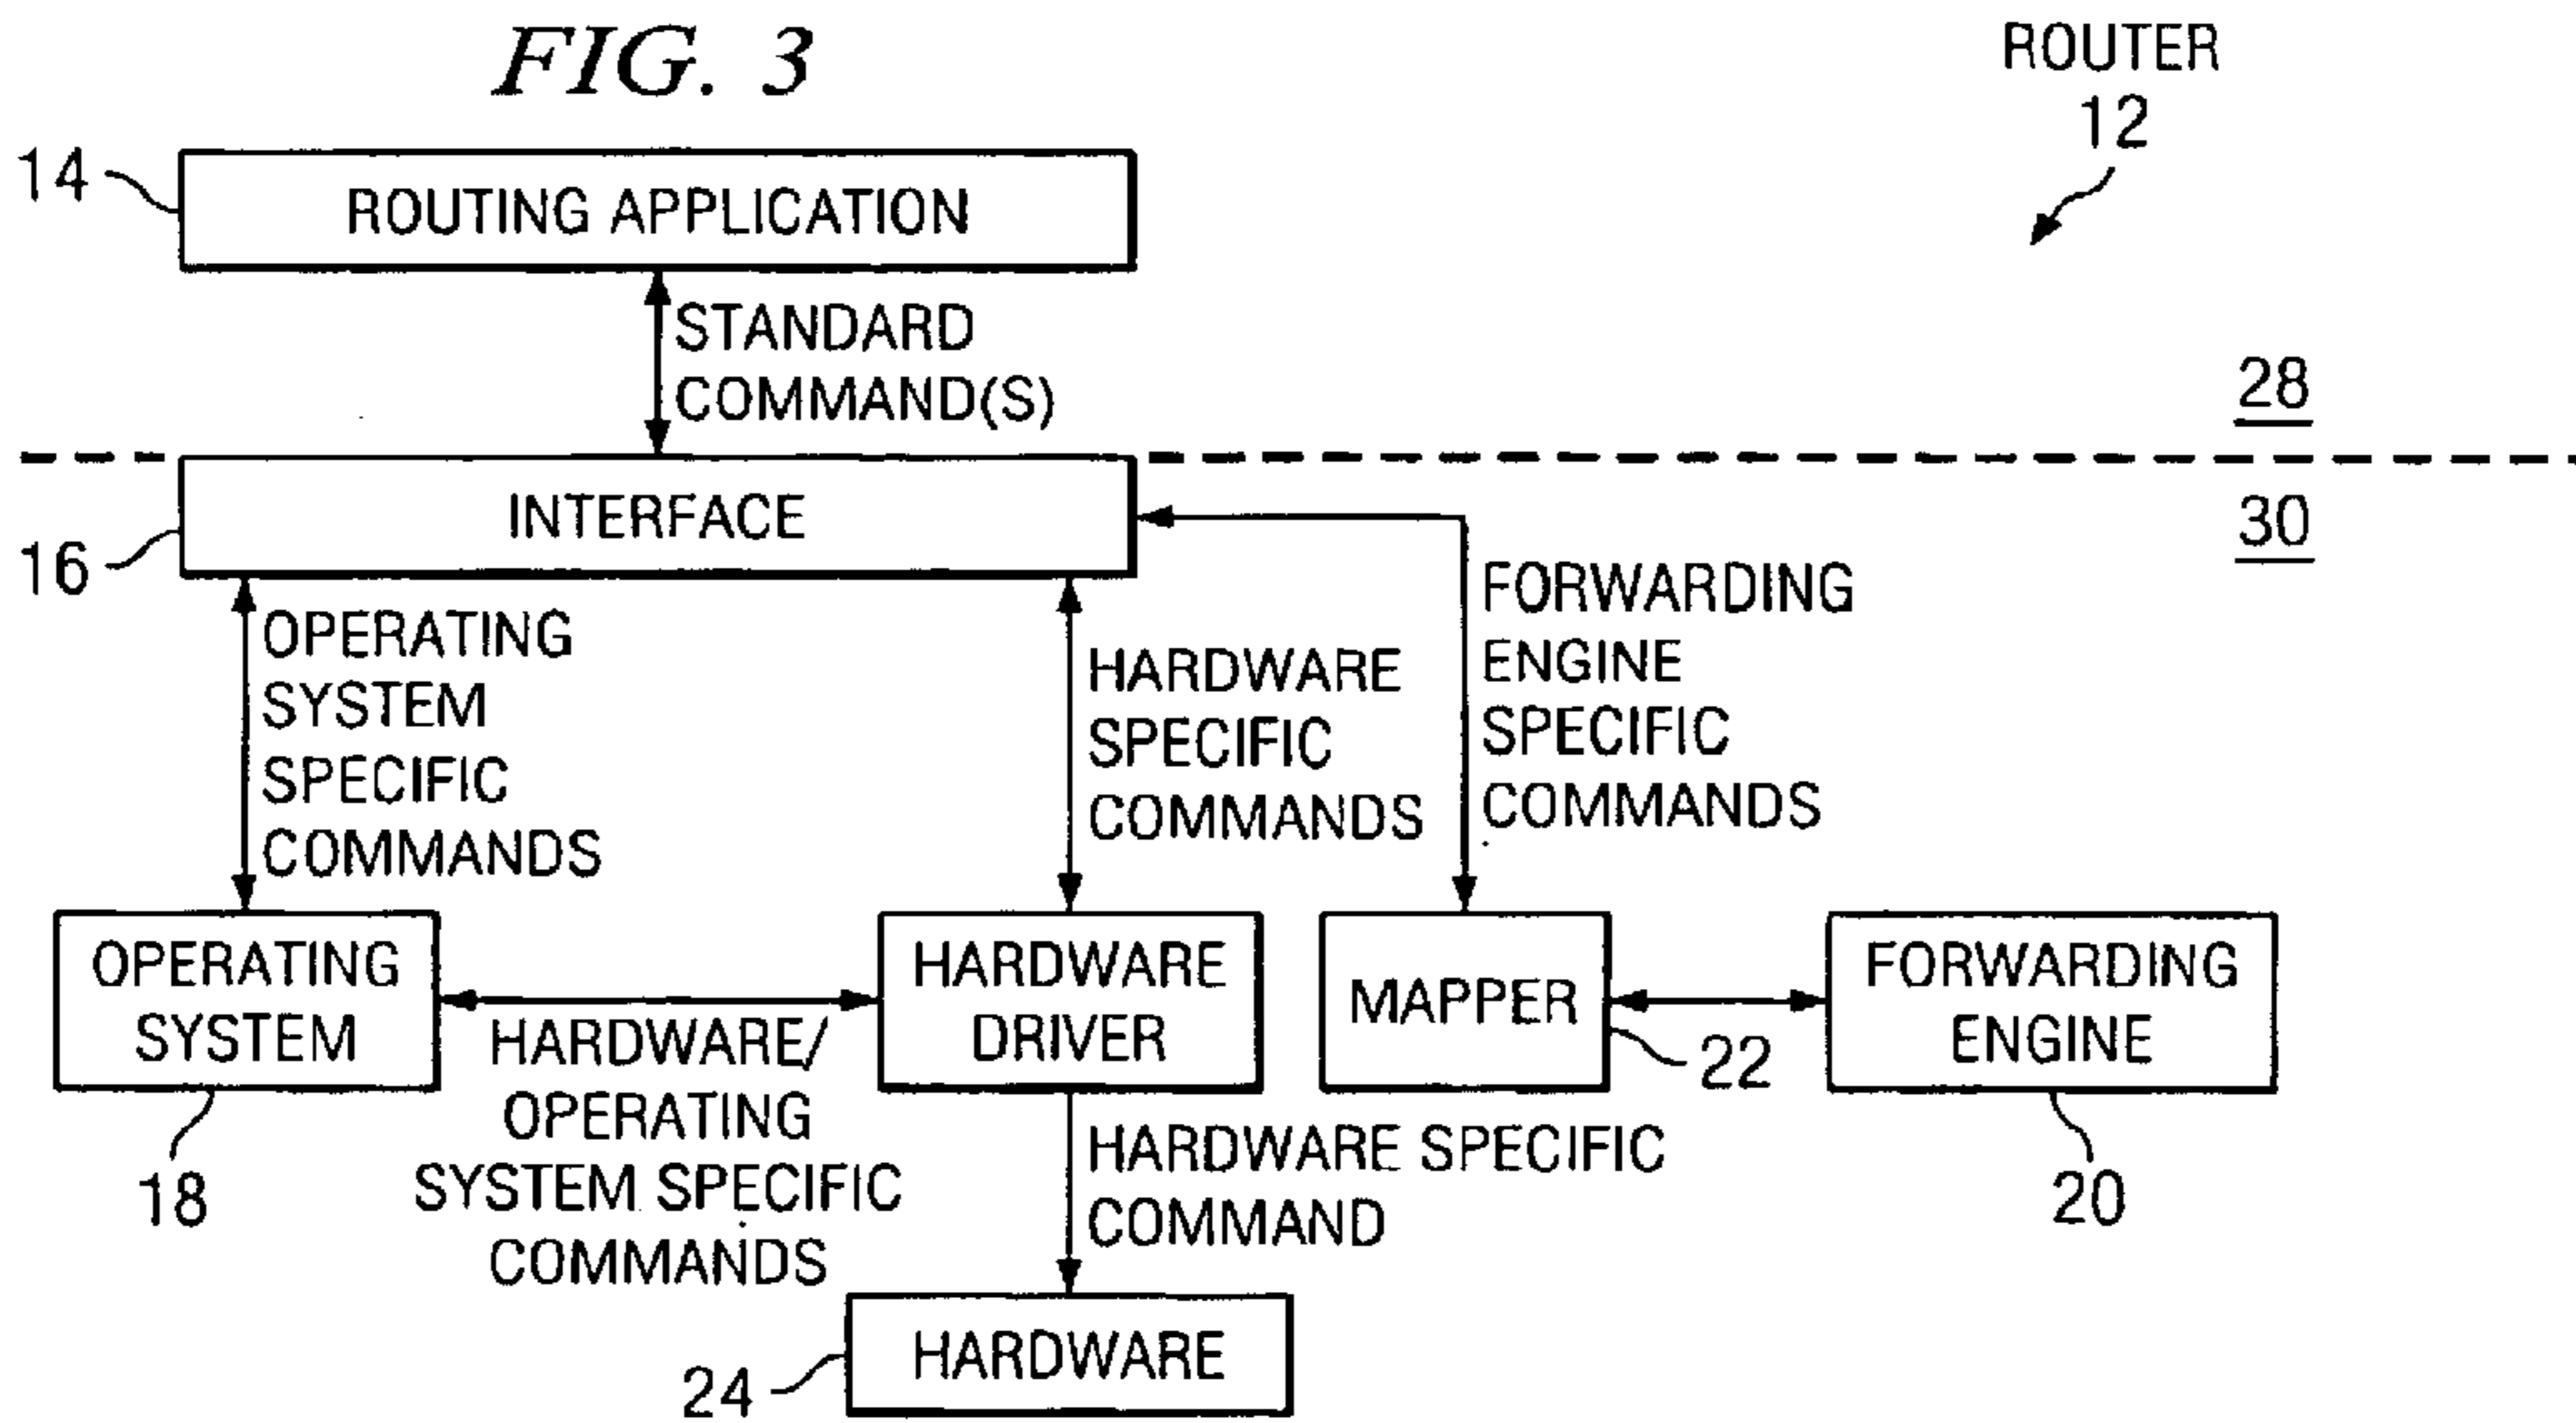 FIG. 3
ROUTER
12
14
ROUTING APPLICATION
STANDARD
COMMAND(S)
28
INTERFACE
30
16
OPERATING
SYSTEM
SPECIFIC
COMMANDS
HARDWARE
SPECIFIC
COMMANDS
FORWARDING
ENGINE
SPECIFIC
COMMANDS
OPERATING
SYSTEM
HARDWARE
DRIVER
MAPPER
FORWARDING
ENGINE
18
HARDWARE/
OPERATING
SYSTEM SPECIFIC
COMMANDS
22
20
HARDWARE SPECIFIC
COMMAND
24
HARDWARE